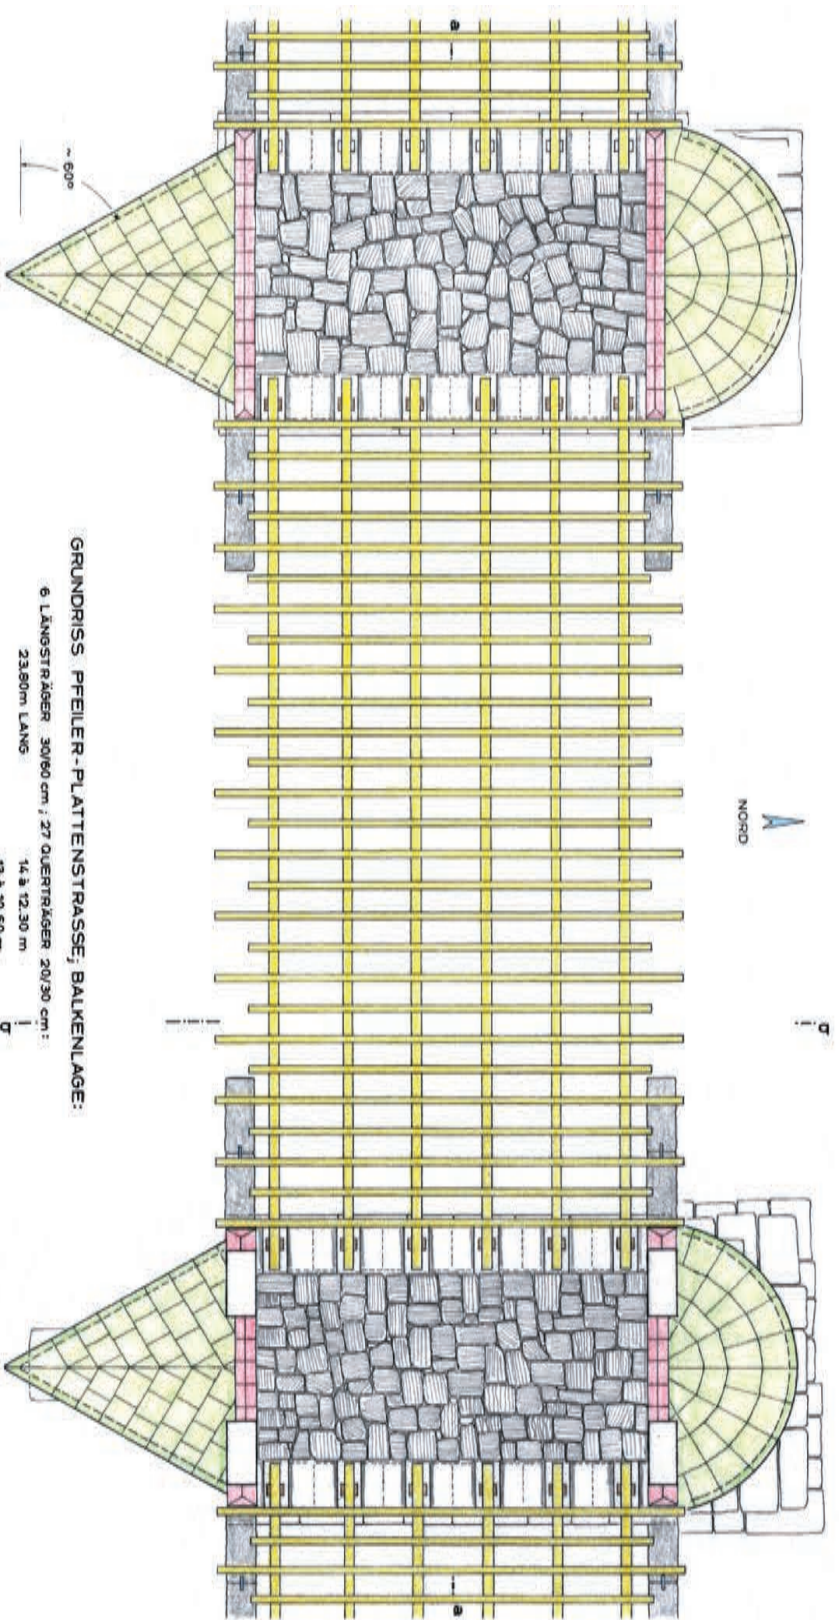 a
~ 60°
NORD
GRUNDRISS PFEILER-PLATTENSTRASSE; BALKENLAGE:
6 LÄNGSTRÄGER 30/60 cm ; 27 QUERTRÄGER 20/30 cm:
23.80m LANG 14 à 12.30 m
a